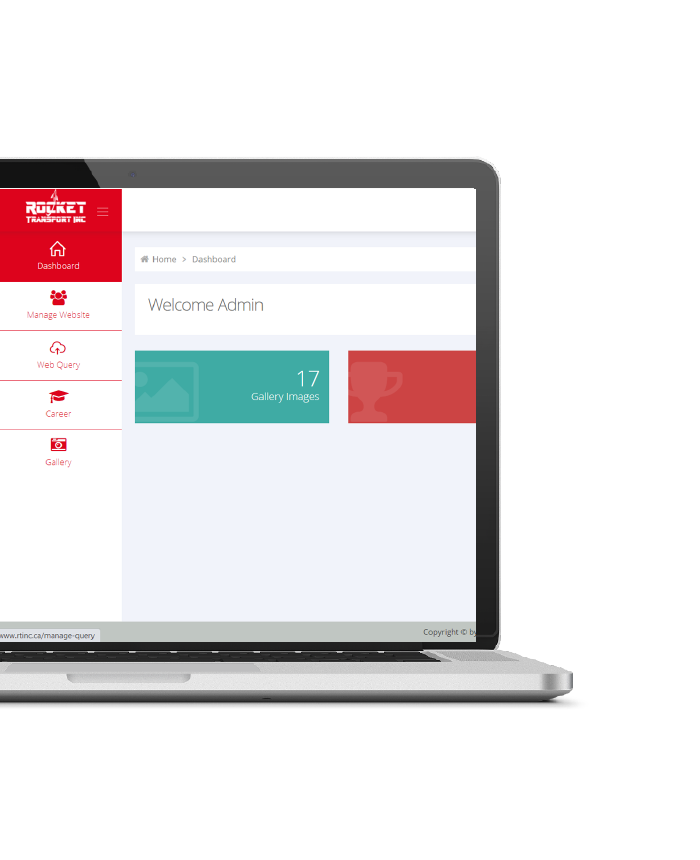 ROCKET
TRANSPORT INC
Dashboard
Manage Website
Web Query
Career
Gallery
Home > Dashboard
Welcome Admin
17
Gallery Images
Copyright © by
www.rtinc.ca/manage-query